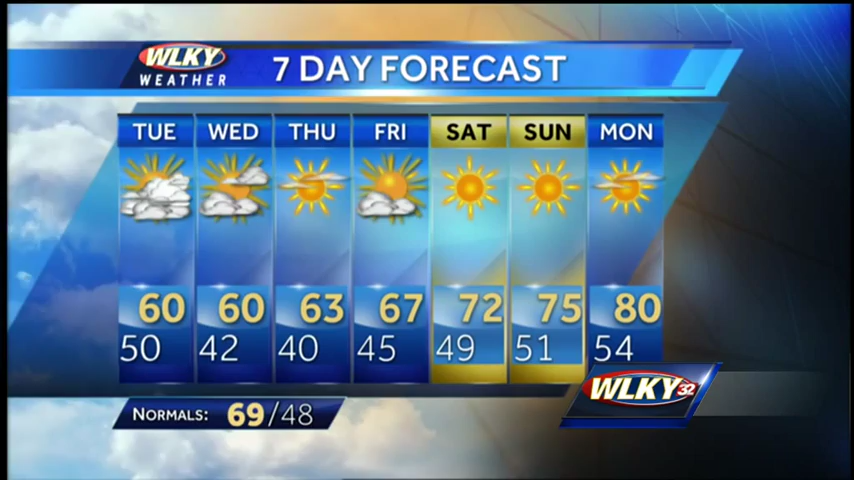 WLKY
WEATHER
7 DAY FORECAST
TUE WED THU FRI SAT SUN MON
60 60 63 67 72 75 80
50 42 40 45 49 51 54
WLKY 32
NORMALS: 69/48